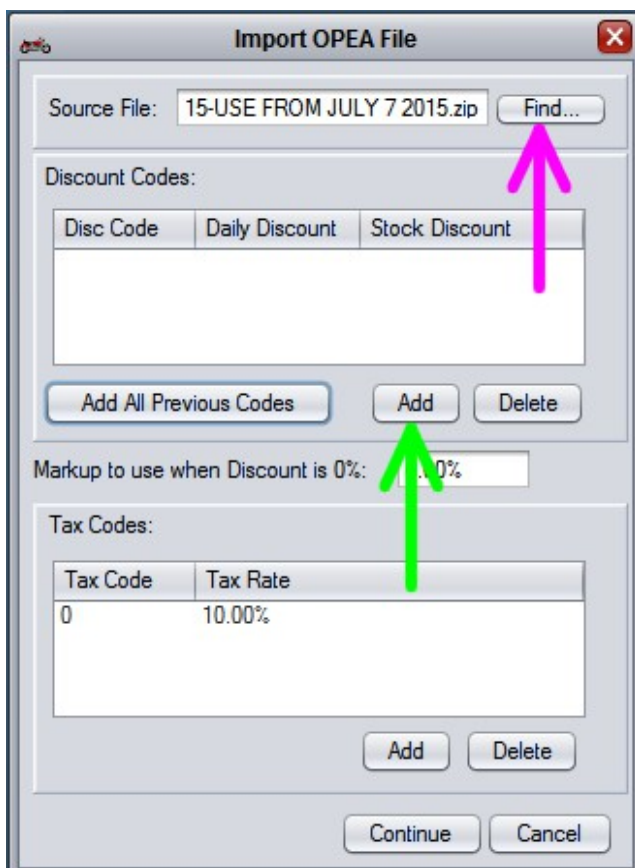 Import OPEA File
Source File: 15-USE FROM JULY 7 2015.zip Find...
Discount Codes:
Disc Code Daily Discount Stock Discount
Add All Previous Codes Add Delete
Markup to use when Discount is 0%:
Tax Codes:
Tax Code Tax Rate
0 10.00%
Add Delete
Continue Cancel